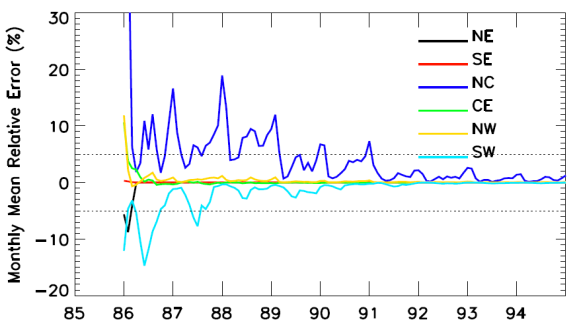 Monthly Mean Relative Error (%)
30
20
10
0
−10
−20
85 86 87 88 89 90 91 92 93 94
NE
SE
NC
CE
NW
SW